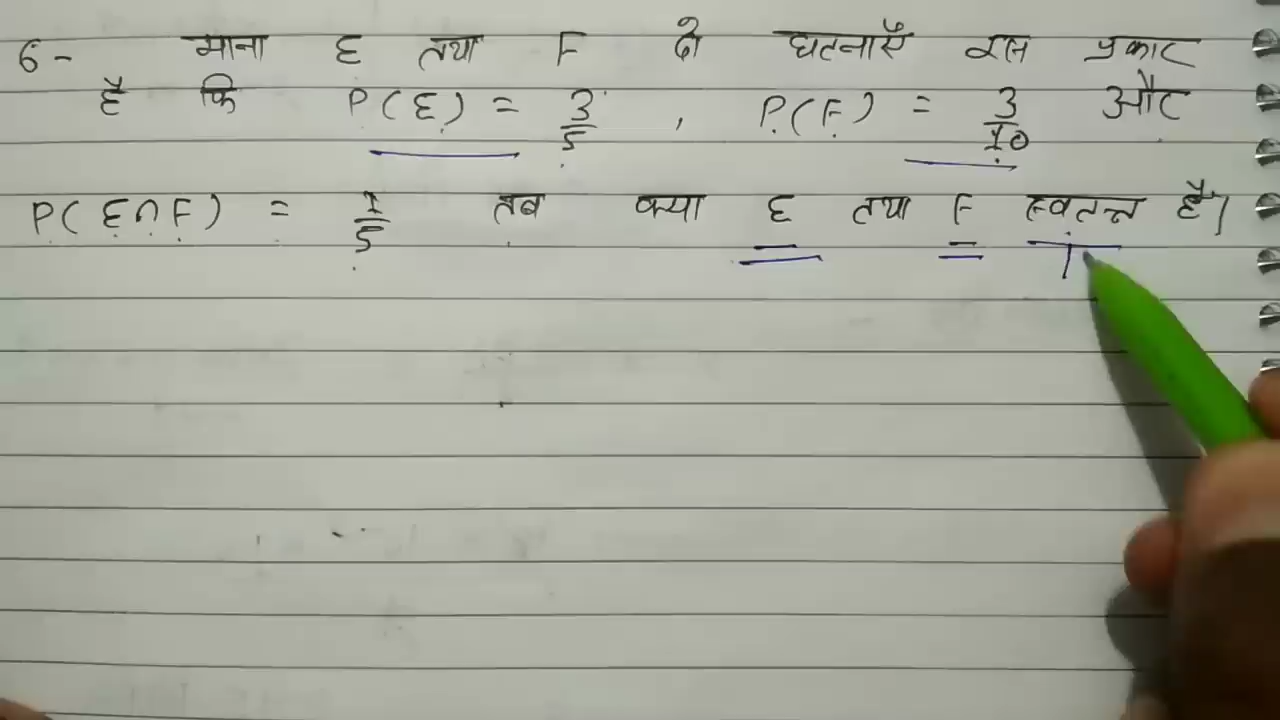 6- माना E तथा F दो घटनाएँ इस प्रकार
है कि P(E) = 3/5 , P(F) = 3/10 और
P(E∩F) = 1/5 तब क्या E तथा F स्वतन्त्र हैं।